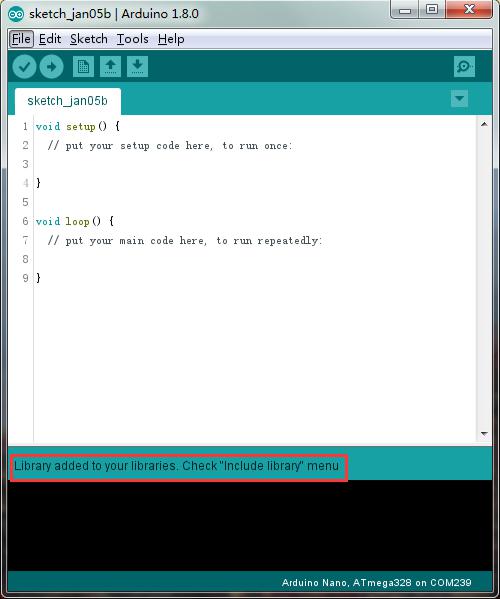 sketch_jan05b | Arduino 1.8.0
File Edit Sketch Tools Help
sketch_jan05b
1 void setup() {
2 // put your setup code here, to run once:
3
4 }
5
6 void loop() {
7 // put your main code here, to run repeatedly:
8
9 }
Library added to your libraries. Check "Include library" menu
Arduino Nano, ATmega328 on COM239